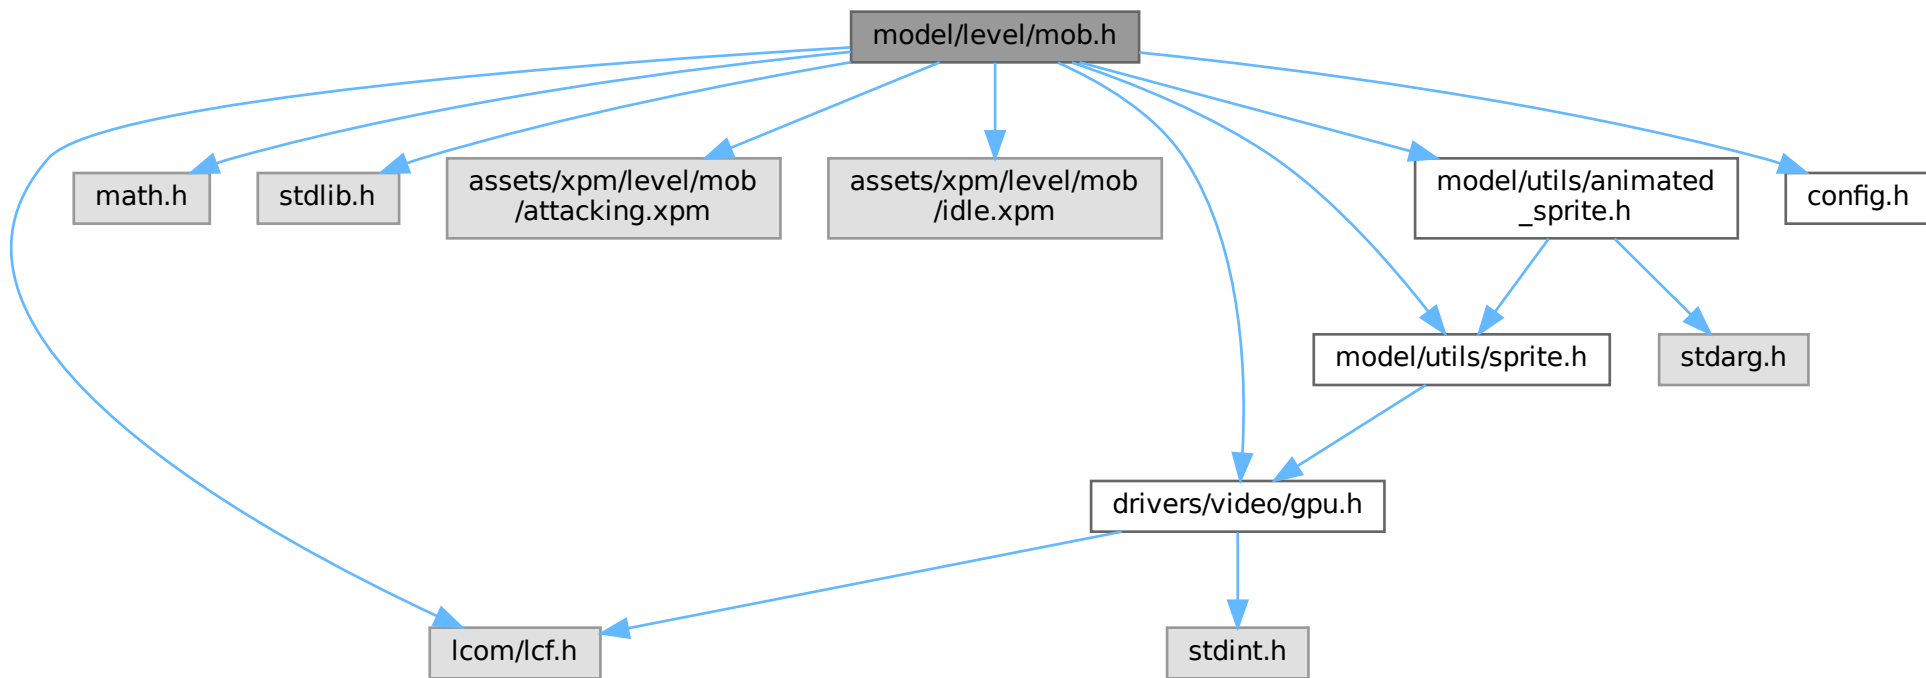 model/level/mob.h
math.h
stdlib.h
assets/xpm/level/mob
/attacking.xpm
assets/xpm/level/mob
/idle.xpm
model/utils/animated
_sprite.h
config.h
model/utils/sprite.h
stdarg.h
drivers/video/gpu.h
lcom/lcf.h
stdint.h